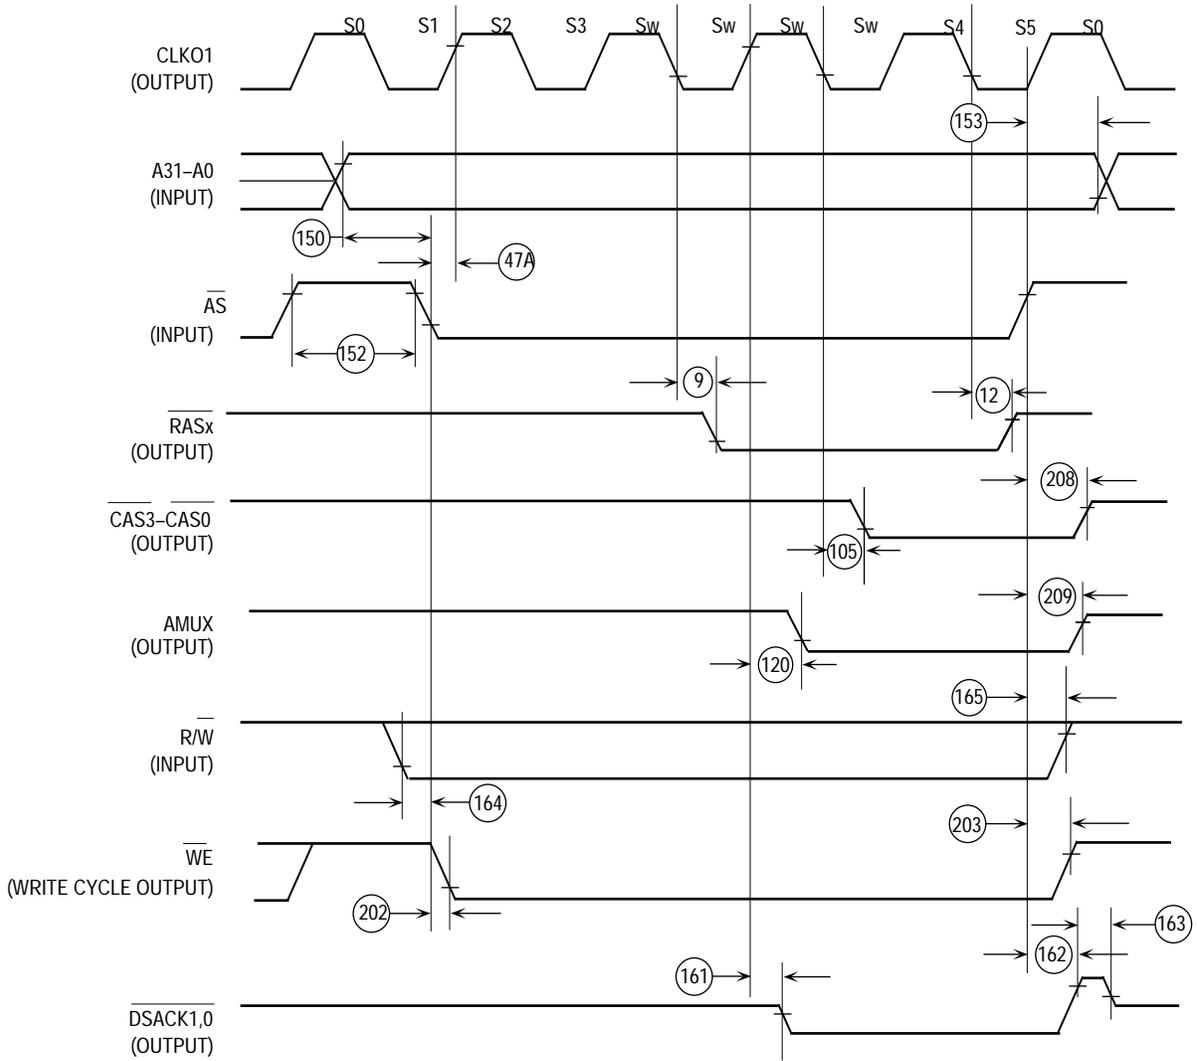 S0 S1 S2 S3 Sw Sw Sw Sw S4 S5 S0
CLKO1
(OUTPUT)
153
A31–A0
(INPUT)
150
47A
AS
(INPUT)
152
9
12
RASx
(OUTPUT)
208
CAS3–CAS0
(OUTPUT)
105
209
AMUX
(OUTPUT)
120
165
R/W
(INPUT)
164
203
WE
(WRITE CYCLE OUTPUT)
202
163
162
161
DSACK1,0
(OUTPUT)